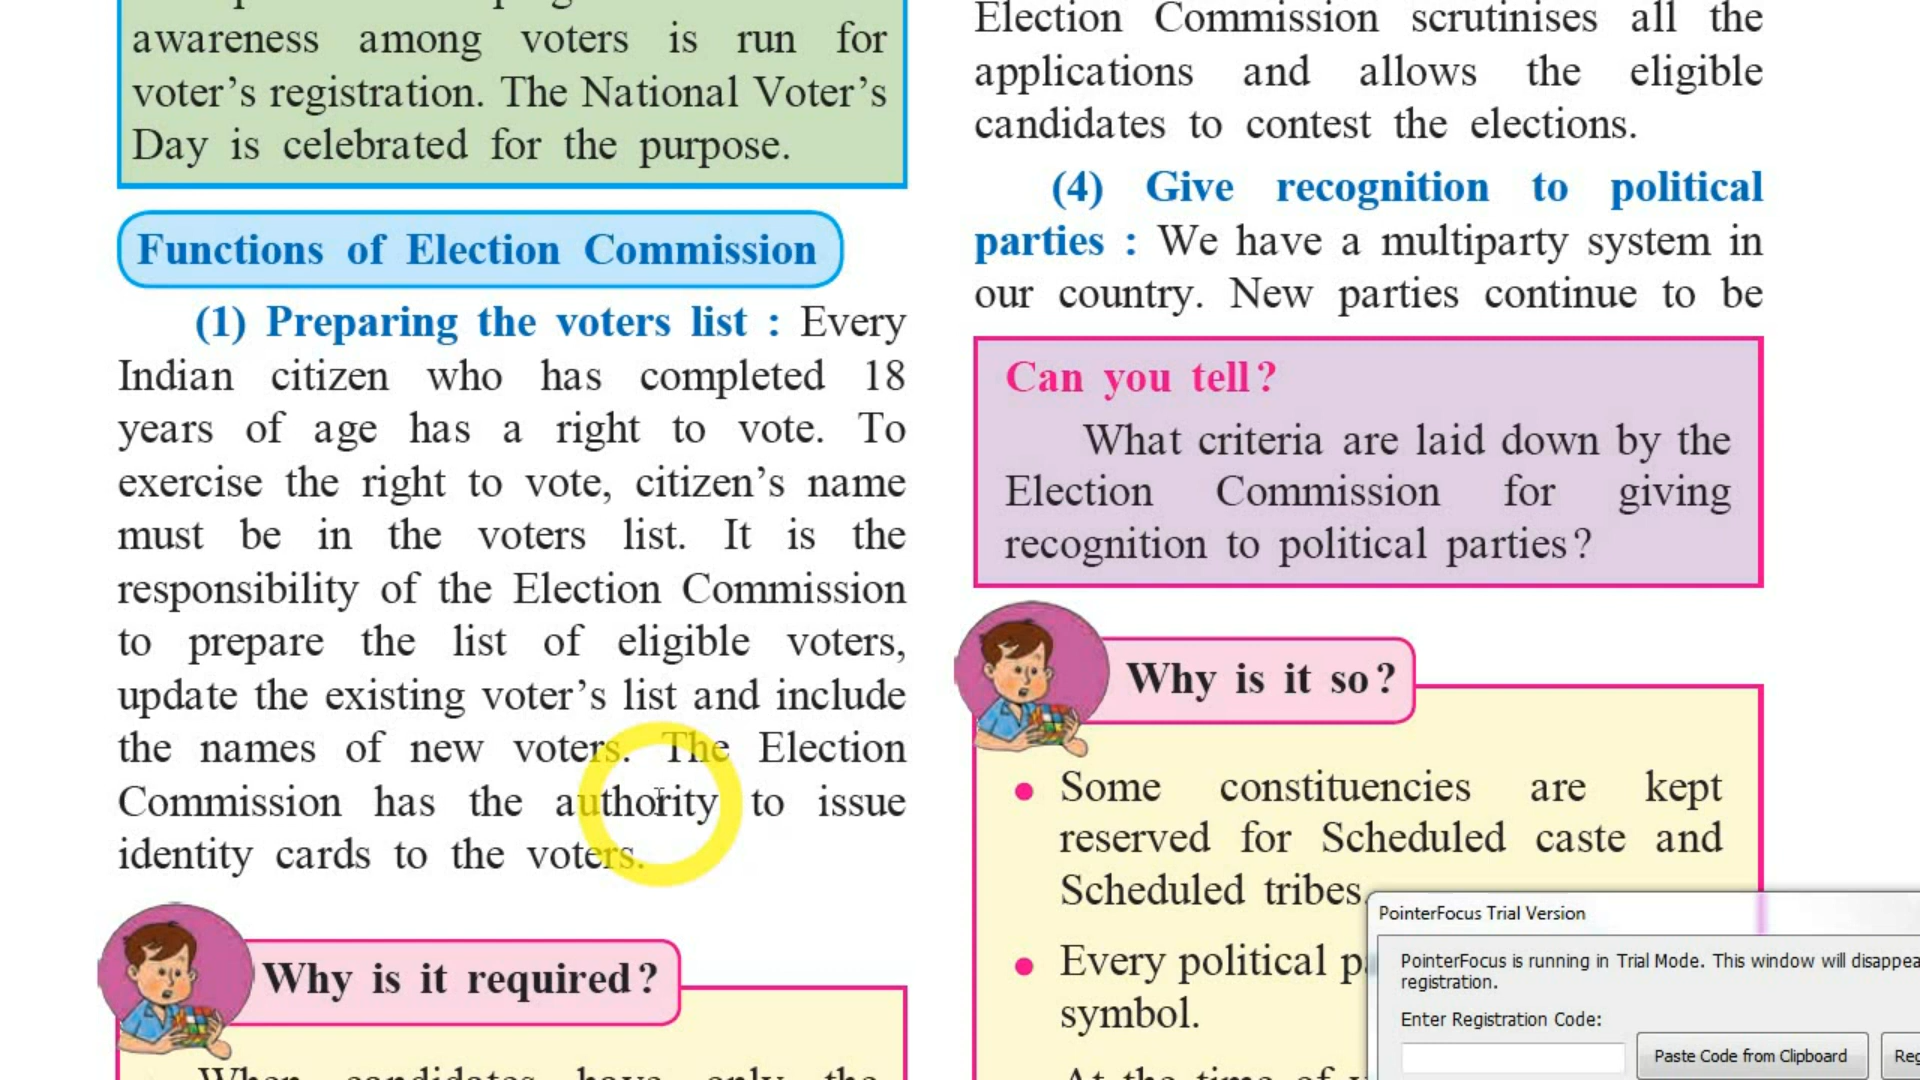 awareness among voters is run for
voter’s registration. The National Voter’s
Day is celebrated for the purpose.
Functions of Election Commission
(1) Preparing the voters list : Every
Indian citizen who has completed 18
years of age has a right to vote. To
exercise the right to vote, citizen’s name
must be in the voters list. It is the
responsibility of the Election Commission
to prepare the list of eligible voters,
update the existing voter’s list and include
the names of new voters. The Election
Commission has the authority to issue
identity cards to the voters.
Why is it required?
When candidates have only the
Election Commission scrutinises all the
applications and allows the eligible
candidates to contest the elections.
(4) Give recognition to political
parties : We have a multiparty system in
our country. New parties continue to be
Can you tell?
What criteria are laid down by the
Election Commission for giving
recognition to political parties?
Why is it so?
Some constituencies are kept
reserved for Scheduled caste and
Scheduled tribes.
Every political
symbol.
At the time of
PointerFocus Trial Version
PointerFocus is running in Trial Mode. This window will
registration.
Enter Registration Code:
Paste Code from Clipboard